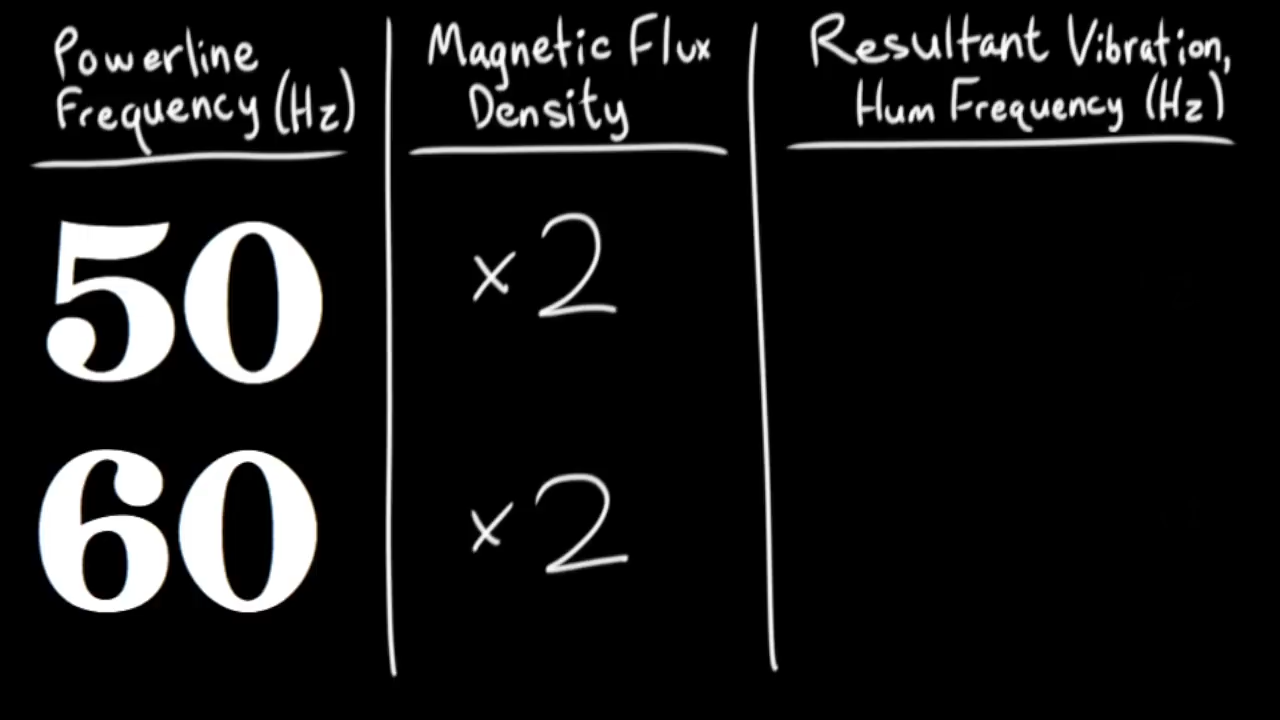 Powerline
Frequency (Hz)
Magnetic Flux
Density
Resultant Vibration,
Hum Frequency (Hz)
50
×2
60
×2